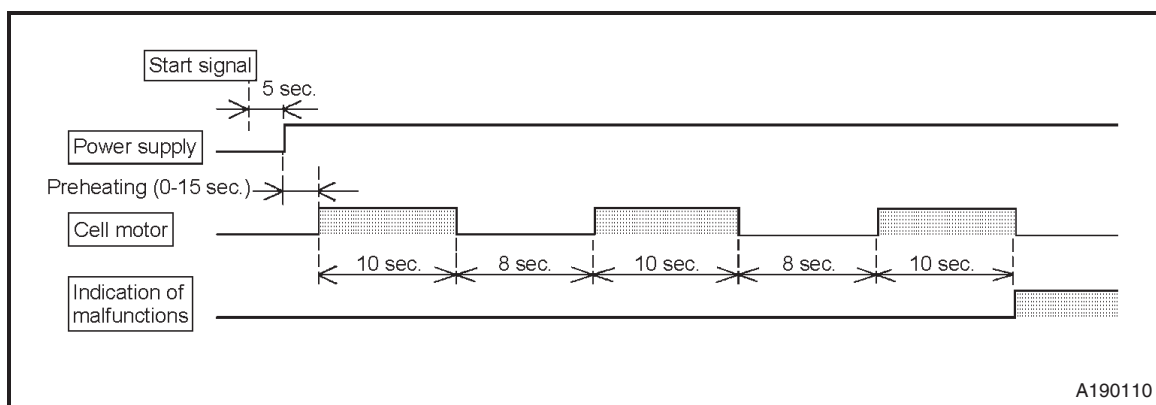 Start signal
5 sec.
Power supply
Preheating (0-15 sec.)
Cell motor
10 sec. 8 sec. 10 sec. 8 sec. 10 sec.
Indication of
malfunctions
A190110